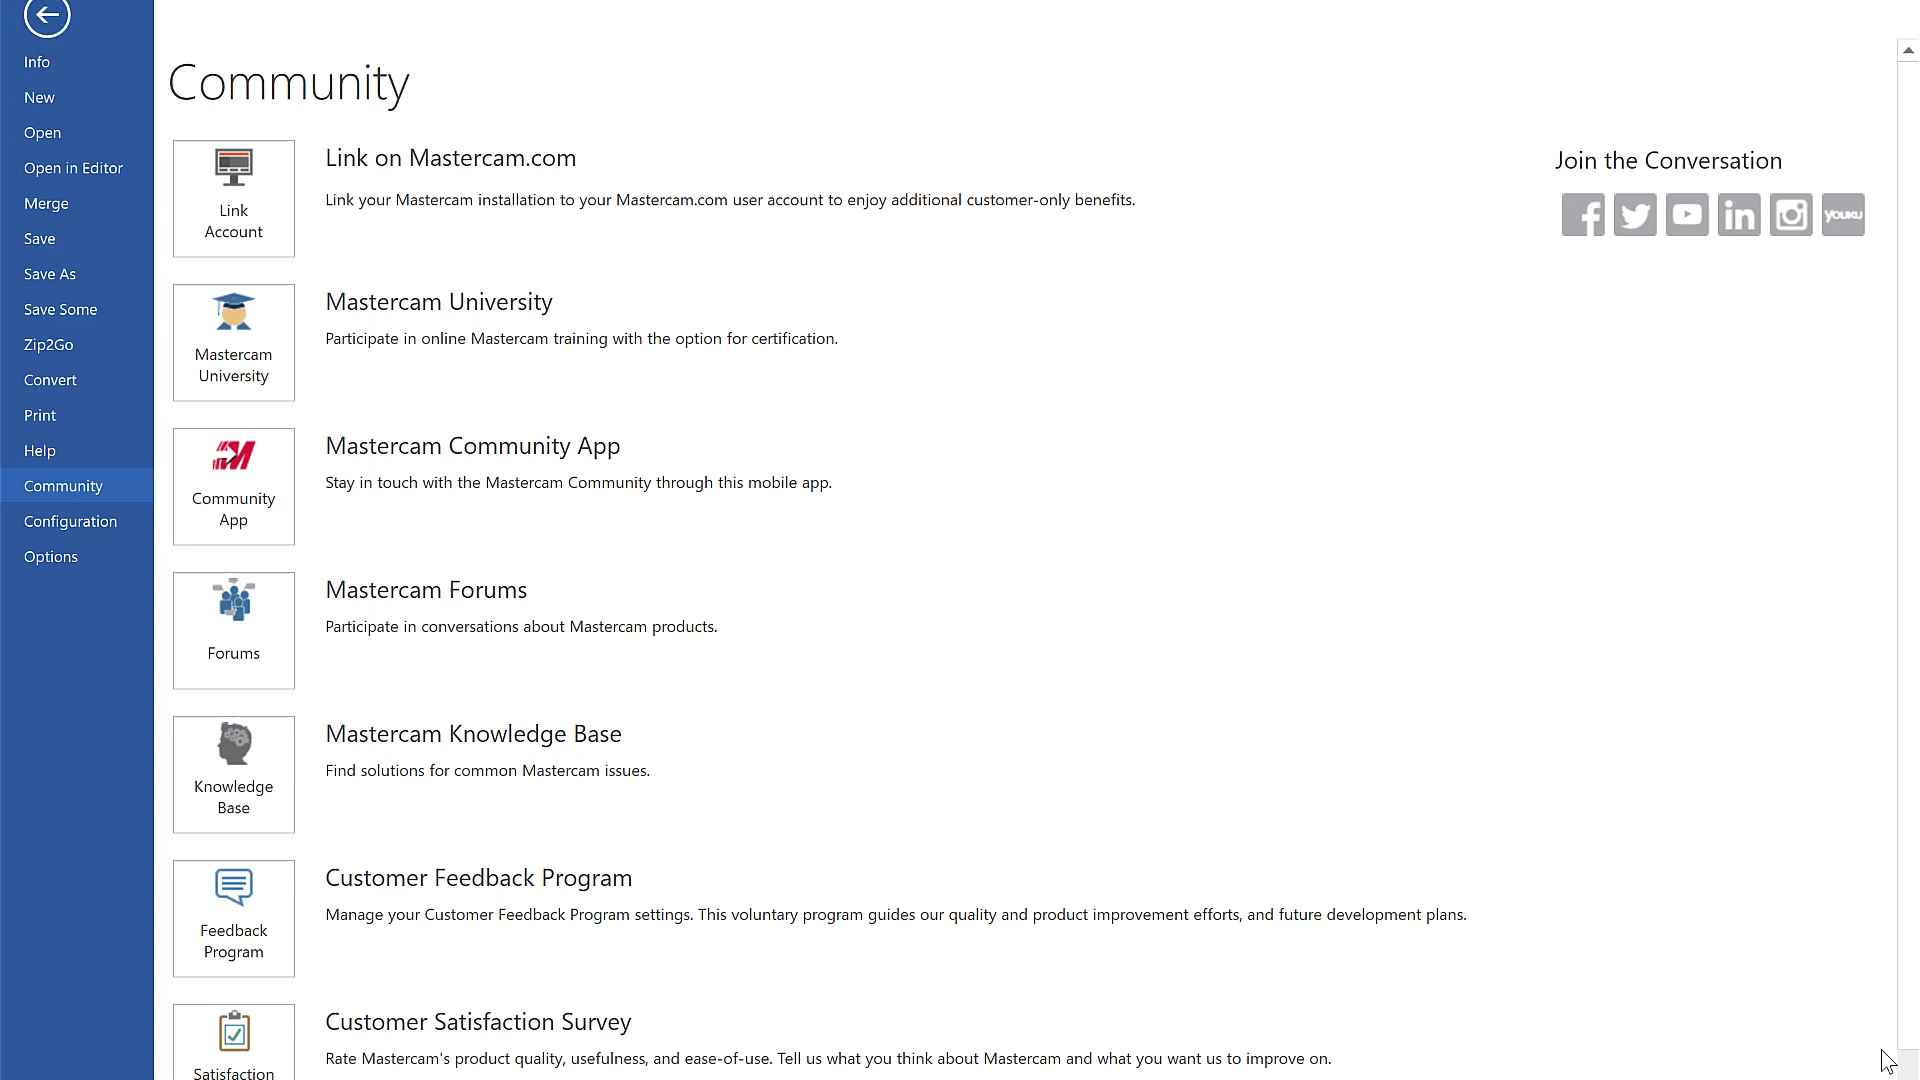 Info
New
Open
Open in Editor
Merge
Save
Save As
Save Some
Zip2Go
Convert
Print
Help
Community
Configuration
Options
Community
Link
Account
Link on Mastercam.com
Link your Mastercam installation to your Mastercam.com user account to enjoy additional customer-only benefits.
Join the Conversation
YOUKU
Mastercam
University
Mastercam University
Participate in online Mastercam training with the option for certification.
Community
App
Mastercam Community App
Stay in touch with the Mastercam Community through this mobile app.
Forums
Mastercam Forums
Participate in conversations about Mastercam products.
Knowledge
Base
Mastercam Knowledge Base
Find solutions for common Mastercam issues.
Feedback
Program
Customer Feedback Program
Manage your Customer Feedback Program settings. This voluntary program guides our quality and product improvement efforts, and future development plans.
Satisfaction
Customer Satisfaction Survey
Rate Mastercam's product quality, usefulness, and ease-of-use. Tell us what you think about Mastercam and what you want us to improve on.